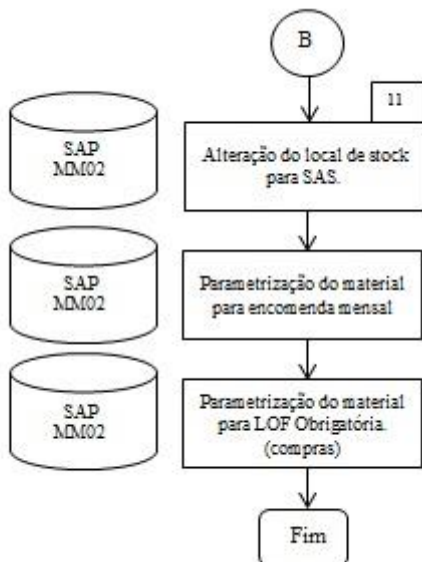 B
11
SAP
MM02
Alteração do local de stock
para SAS.
SAP
MM02
Parametrização do material
para encomenda mensal
SAP
MM02
Parametrização do material
para LOF Obrigatória.
(compras)
Fim